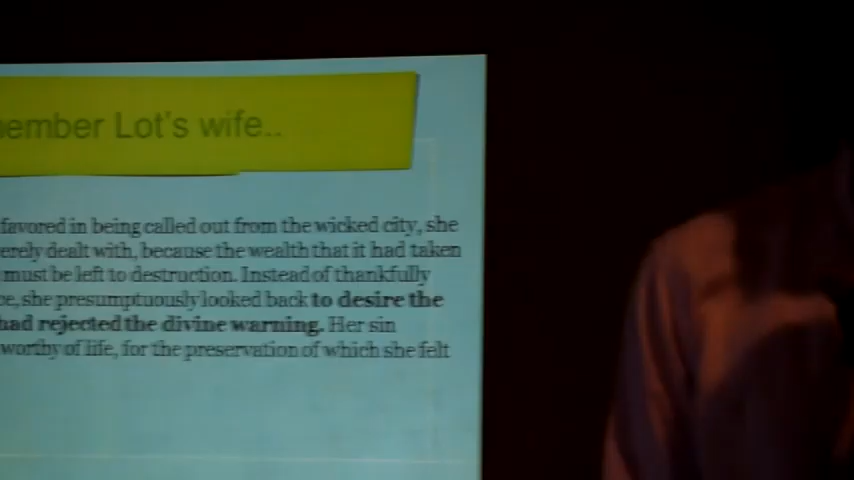 ember Lot's wife..
favored in being called out from the wicked city, she
erely dealt with, because the wealth that it had taken
must be left to destruction. Instead of thankfully
ce, she presumptuously looked back to desire the
had rejected the divine warning. Her sin
worthy of life, for the preservation of which she felt